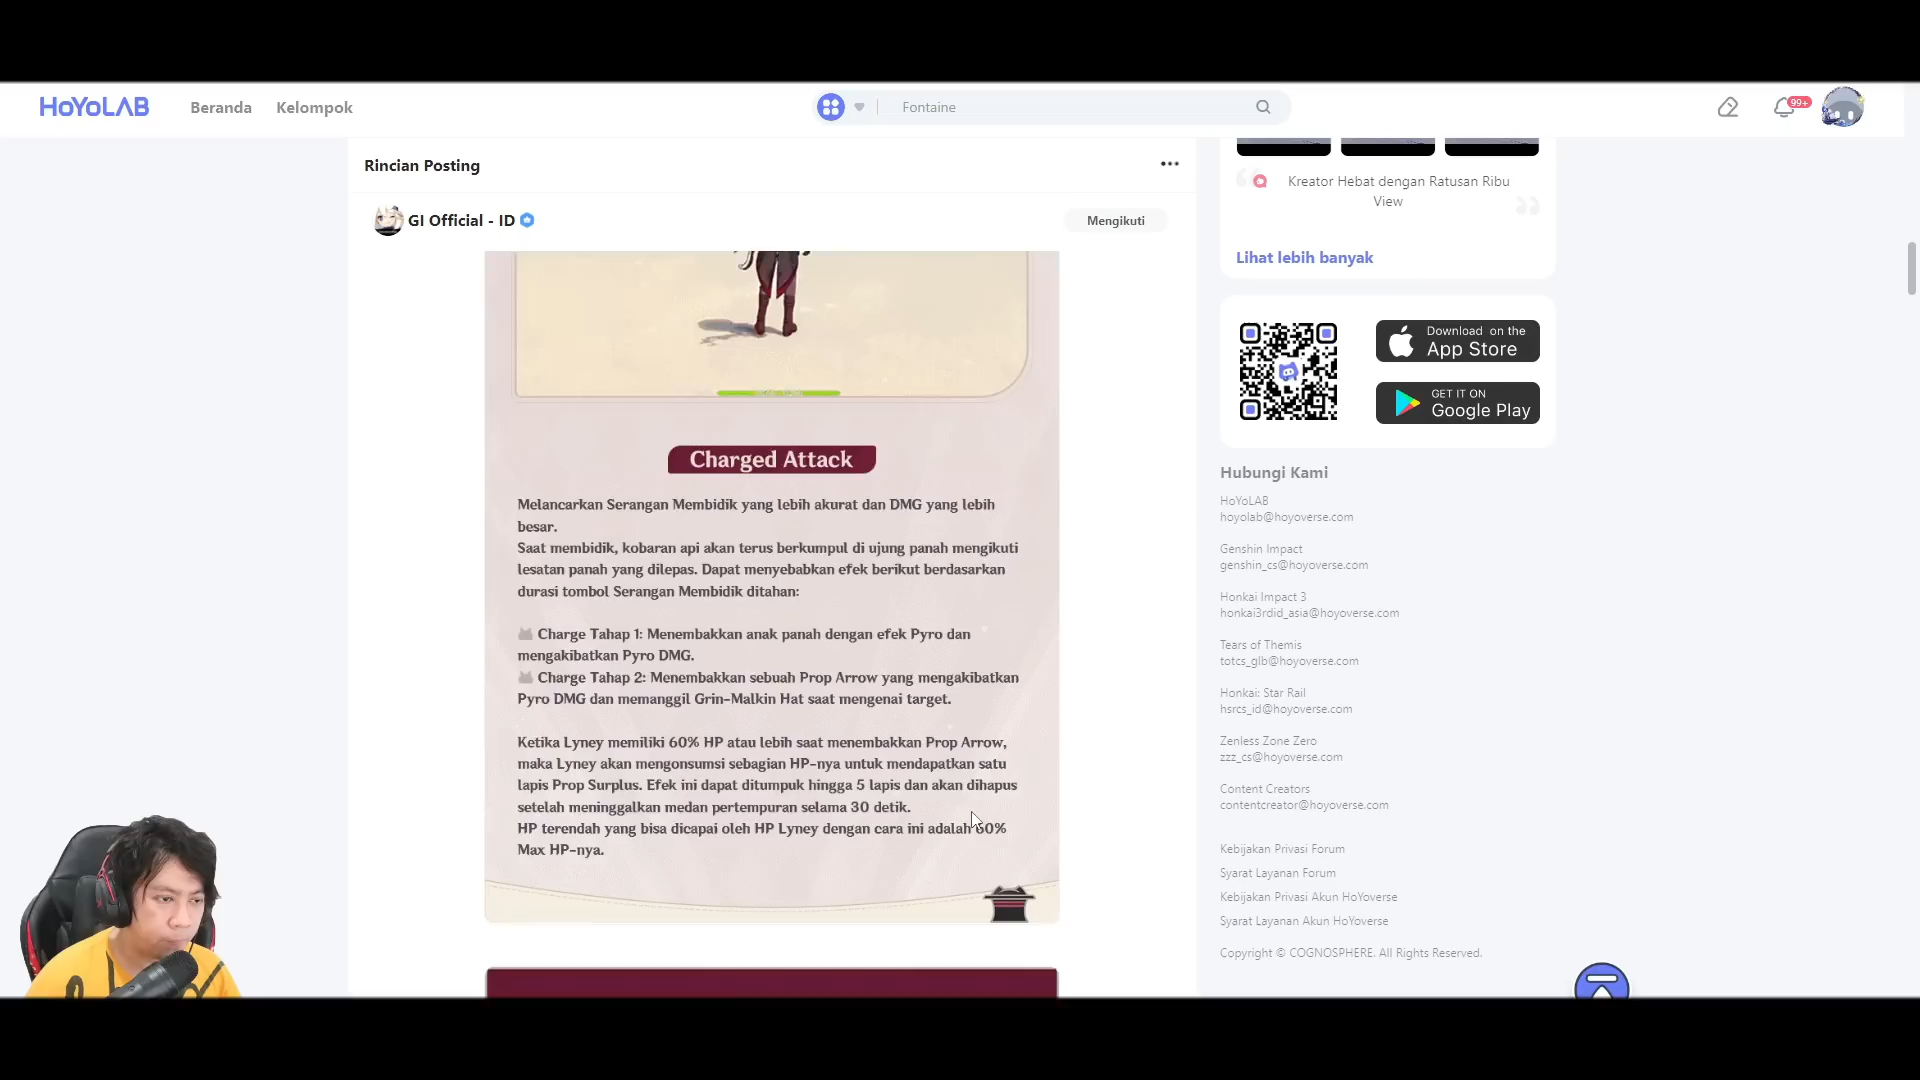 HoYoLAB
Beranda
Kelompok
Fontaine
99+
Rincian Posting
GI Official - ID
Mengikuti
Charged Attack
Melancarkan Serangan Membidik yang lebih akurat dan DMG yang lebih
besar.
Saat membidik, kobaran api akan terus berkumpul di ujung panah mengikuti
lesatan panah yang dilepas. Dapat menyebabkan efek berikut berdasarkan
durasi tombol Serangan Membidik ditahan:
Charge Tahap 1: Menembakkan anak panah dengan efek Pyro dan
mengakibatkan Pyro DMG.
Charge Tahap 2: Menembakkan sebuah Prop Arrow yang mengakibatkan
Pyro DMG dan memanggil Grin-Malkin Hat saat mengenai target.
Ketika Lyney memiliki 60% HP atau lebih saat menembakkan Prop Arrow,
maka Lyney akan mengonsumsi sebagian HP-nya untuk mendapatkan satu
lapis Prop Surplus. Efek ini dapat ditumpuk hingga 5 lapis dan akan dihapus
setelah meninggalkan medan pertempuran selama 30 detik.
HP terendah yang bisa dicapai oleh HP Lyney dengan cara ini adalah 60%
Max HP-nya.
Kreator Hebat dengan Ratusan Ribu
View
Lihat lebih banyak
Download on the
App Store
GET IT ON
Google Play
Hubungi Kami
HoYoLAB
hoyolab@hoyoverse.com
Genshin Impact
genshin_cs@hoyoverse.com
Honkai Impact 3
honkai3rdid_asia@hoyoverse.com
Tears of Themis
totcs_glb@hoyoverse.com
Honkai: Star Rail
hsrcs_id@hoyoverse.com
Zenless Zone Zero
zzz_cs@hoyoverse.com
Content Creators
contentcreator@hoyoverse.com
Kebijakan Privasi Forum
Syarat Layanan Forum
Kebijakan Privasi Akun HoYoverse
Syarat Layanan Akun HoYoverse
Copyright © COGNOSPHERE. All Rights Reserved.